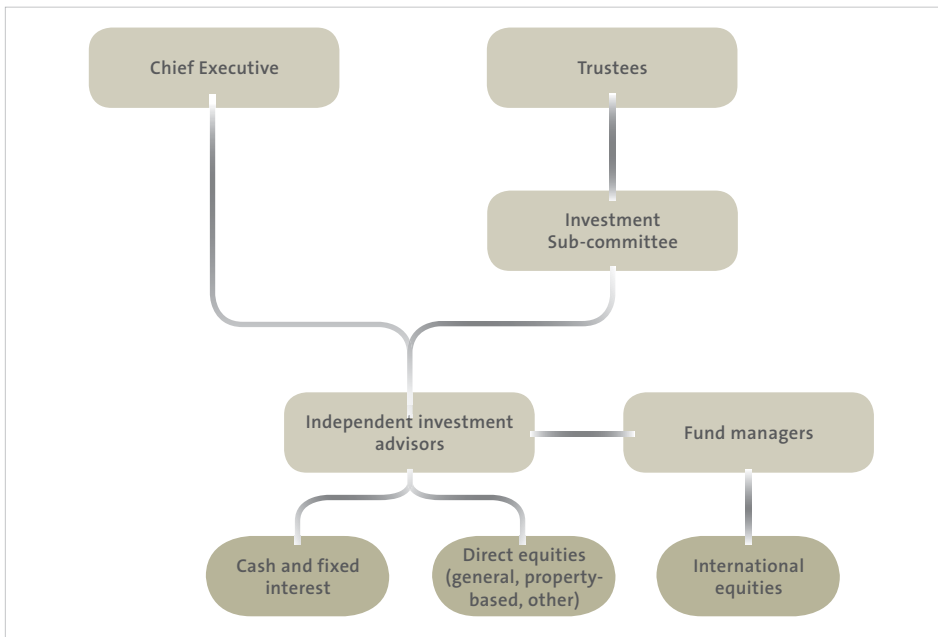 Chief Executive
Trustees
Investment
Sub-committee
Independent investment
advisors
Fund managers
Cash and fixed
interest
Direct equities
(general, property-
based, other)
International
equities